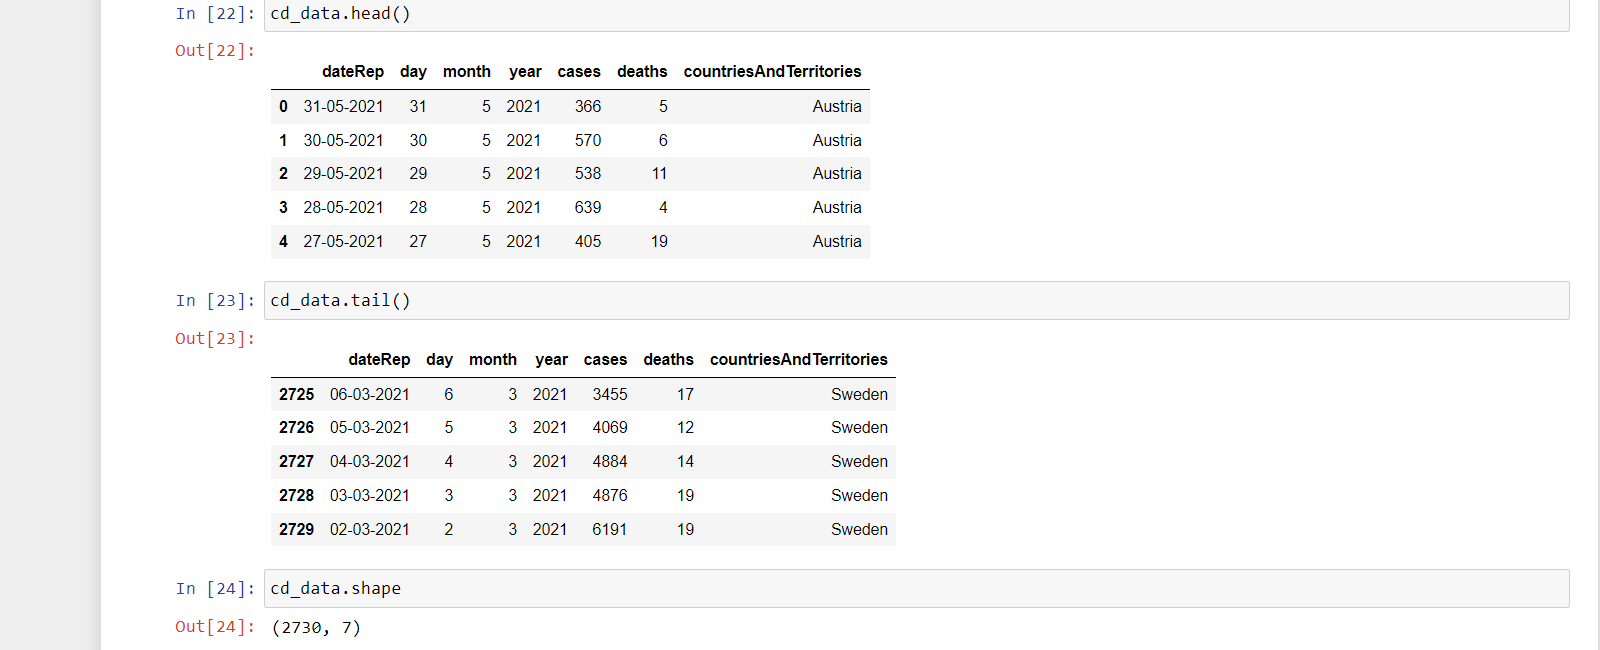 In [22]: cd_data.head()
Out[22]:
dateRep day month year cases deaths countriesAndTerritories
0 31-05-2021 31 5 2021 366 5 Austria
1 30-05-2021 30 5 2021 570 6 Austria
2 29-05-2021 29 5 2021 538 11 Austria
3 28-05-2021 28 5 2021 639 4 Austria
4 27-05-2021 27 5 2021 405 19 Austria
In [23]: cd_data.tail()
Out[23]:
dateRep day month year cases deaths countriesAndTerritories
2725 06-03-2021 6 3 2021 3455 17 Sweden
2726 05-03-2021 5 3 2021 4069 12 Sweden
2727 04-03-2021 4 3 2021 4884 14 Sweden
2728 03-03-2021 3 3 2021 4876 19 Sweden
2729 02-03-2021 2 3 2021 6191 19 Sweden
In [24]: cd_data.shape
Out[24]: (2730, 7)